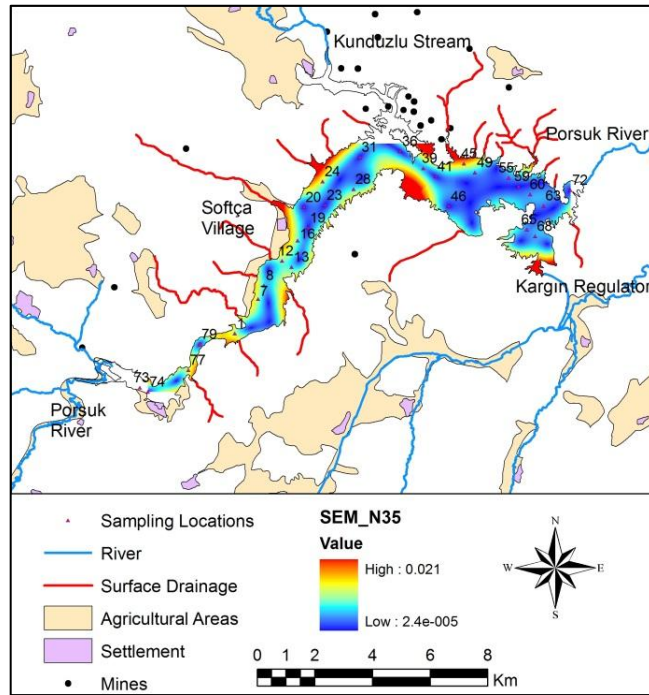 Kunduzlu Stream
Porsuk River
36
31
39
45
41
49
55
59
60
72
24
28
46
63
20
23
65
68
Softça
Village
19
16
12
13
Kargın Regulator
8
7
1
79
77
73
74
Porsuk
River
Sampling Locations
River
Surface Drainage
Agricultural Areas
Settlement
Mines
SEM_N35
Value
High : 0.021
Low : 2.4e-005
N
W
E
S
0 1 2 4 6 8
Km